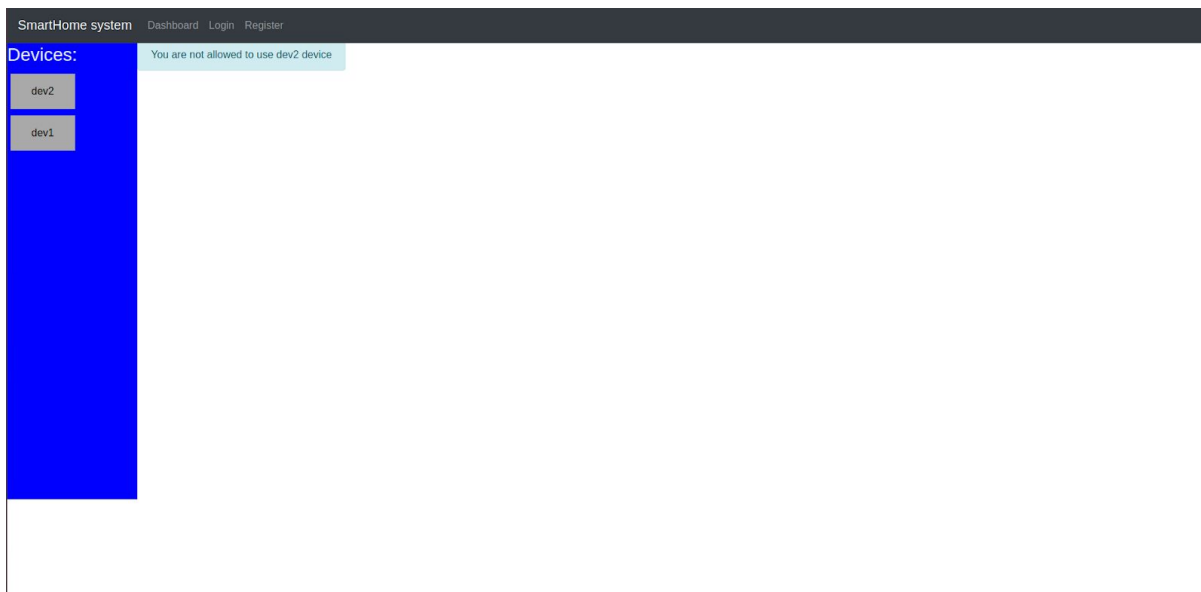 SmartHome system Dashboard Login Register
Devices:
You are not allowed to use dev2 device
dev2
dev1